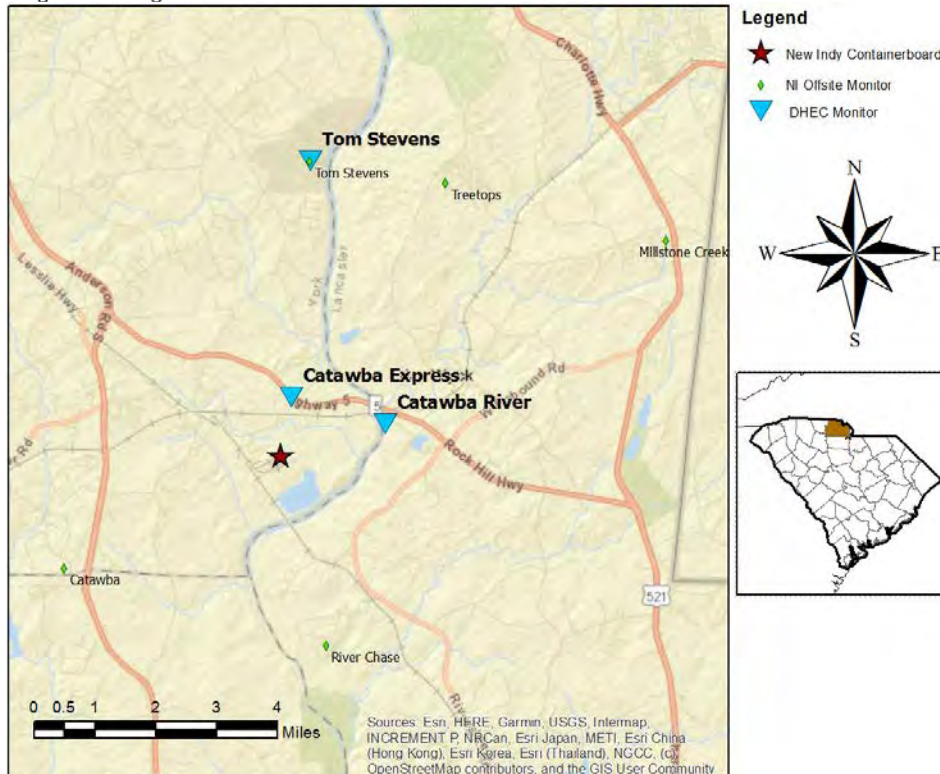 Legend
New Indy Containerboard
NI Offsite Monitor
DHEC Monitor
Charlotte Hwy
Tom Stevens
Tom Stevens
Treetops
Millstone Creek
N
W
E
S
Anderson Rd S
Lesslie Hwy
York
Lancaster
Catawba Express
Catawba River
5
Rock Hill Hwy
521
Catawba
River Chase
0 0.5 1 2 3 4
Miles
Sources: Esri, HERE, Garmin, USGS, Intermap,
INCREMENT P, NRCan, Esri Japan, METI, Esri China
(Hong Kong), Esri Korea, Esri (Thailand), NGCC, (c)
OpenStreetMap contributors, and the GIS User Community